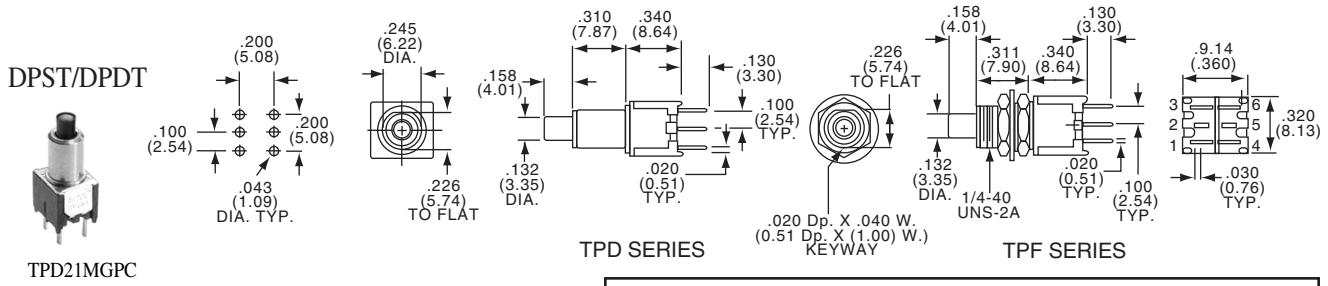 DPST/DPDT
TPD21MGPC
.200
(5.08)
.100
(2.54)
.200
(5.08)
.043
(1.09)
DIA. TYP.
.245
(6.22)
DIA.
.226
(5.74)
TO FLAT
.310
(7.87)
.340
(8.64)
.158
(4.01)
.130
(3.30)
.100
(2.54)
TYP.
.132
(3.35)
DIA.
.020
(0.51)
TYP.
TPD SERIES
.226
(5.74)
TO FLAT
.020 Dp. X .040 W.
(0.51 Dp. X (1.00) W.)
KEYWAY
.158
(4.01)
.311
(7.90)
.340
(8.64)
.130
(3.30)
.132
(3.35)
DIA.
1/4-40
UNS-2A
.020
(0.51)
TYP.
.100
(2.54)
TYP.
TPF SERIES
.9.14
(.360)
3
6
2
5
1
4
.320
(8.13)
.030
(0.76)
TYP.